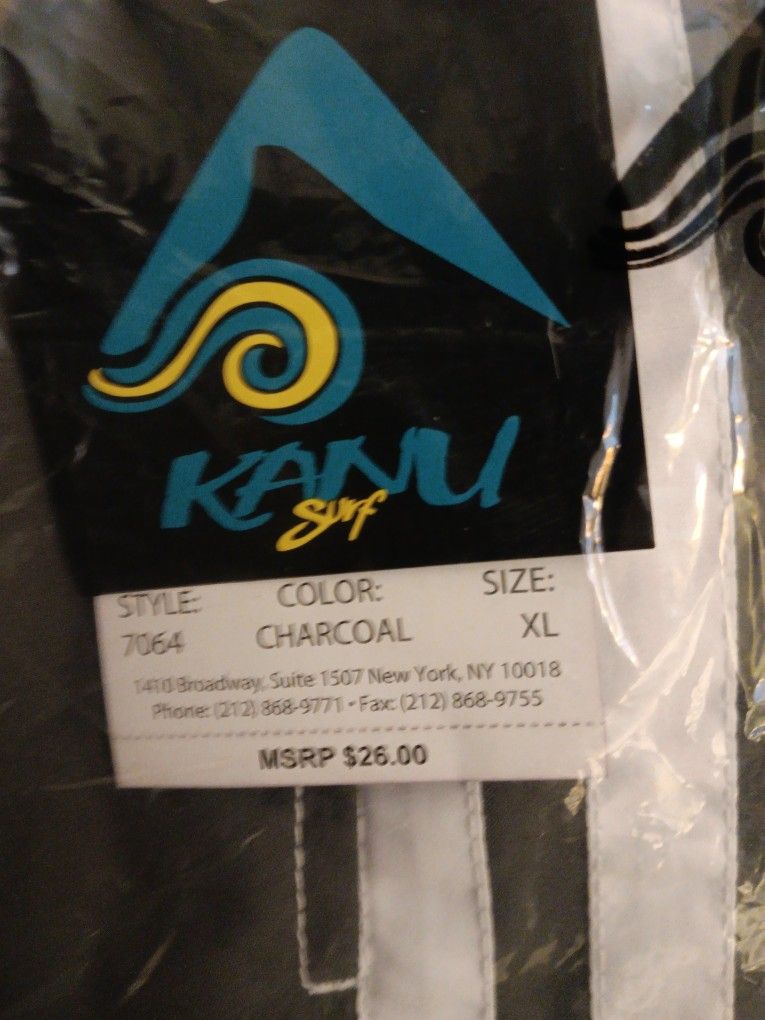 KANU
Surf
STYLE: COLOR: SIZE:
7064 CHARCOAL XL
1410 Broadway, Suite 1507 New York, NY 10018
Phone: (212) 868-9771 • Fax: (212) 868-9755
MSRP $26.00